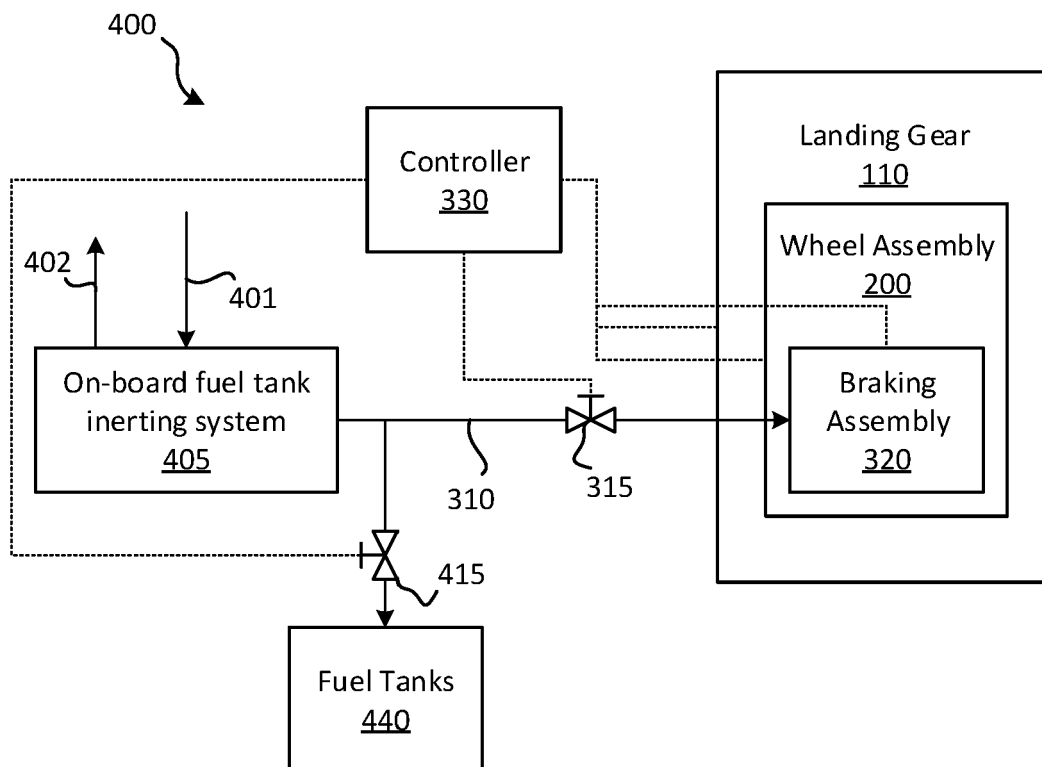 400
Controller
330
Landing Gear
110
Wheel Assembly
200
402
401
On-board fuel tank
inerting system
405
Braking
Assembly
320
310
315
415
Fuel Tanks
440